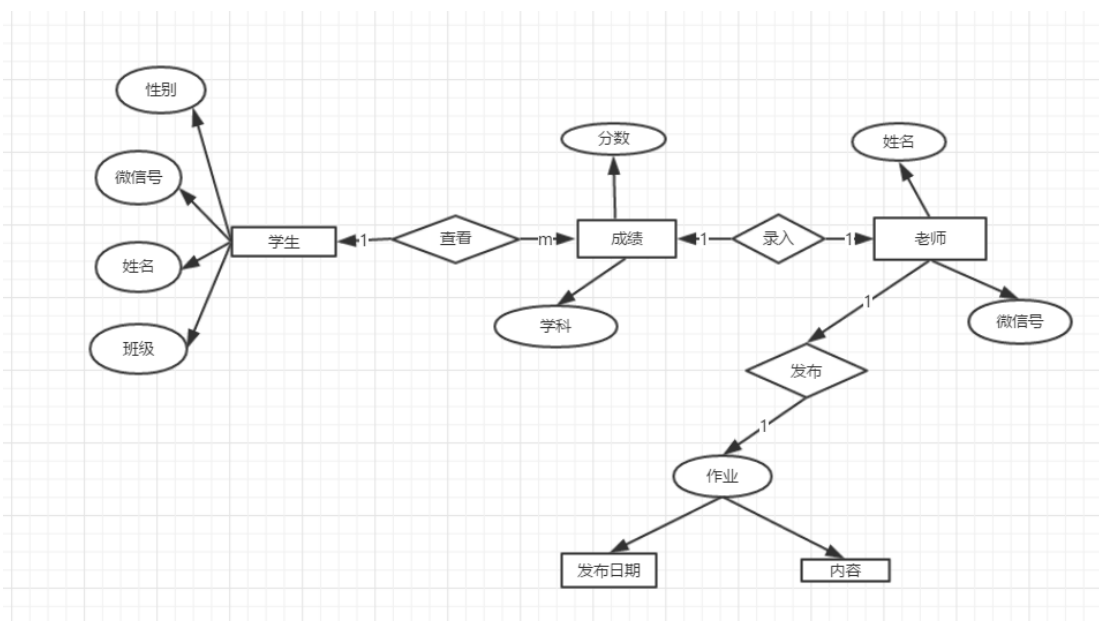 性别
分数
姓名
微信号
学生
1
查看
m
成绩
1
录入
1
老师
姓名
学科
1
微信号
班级
发布
1
作业
发布日期
内容